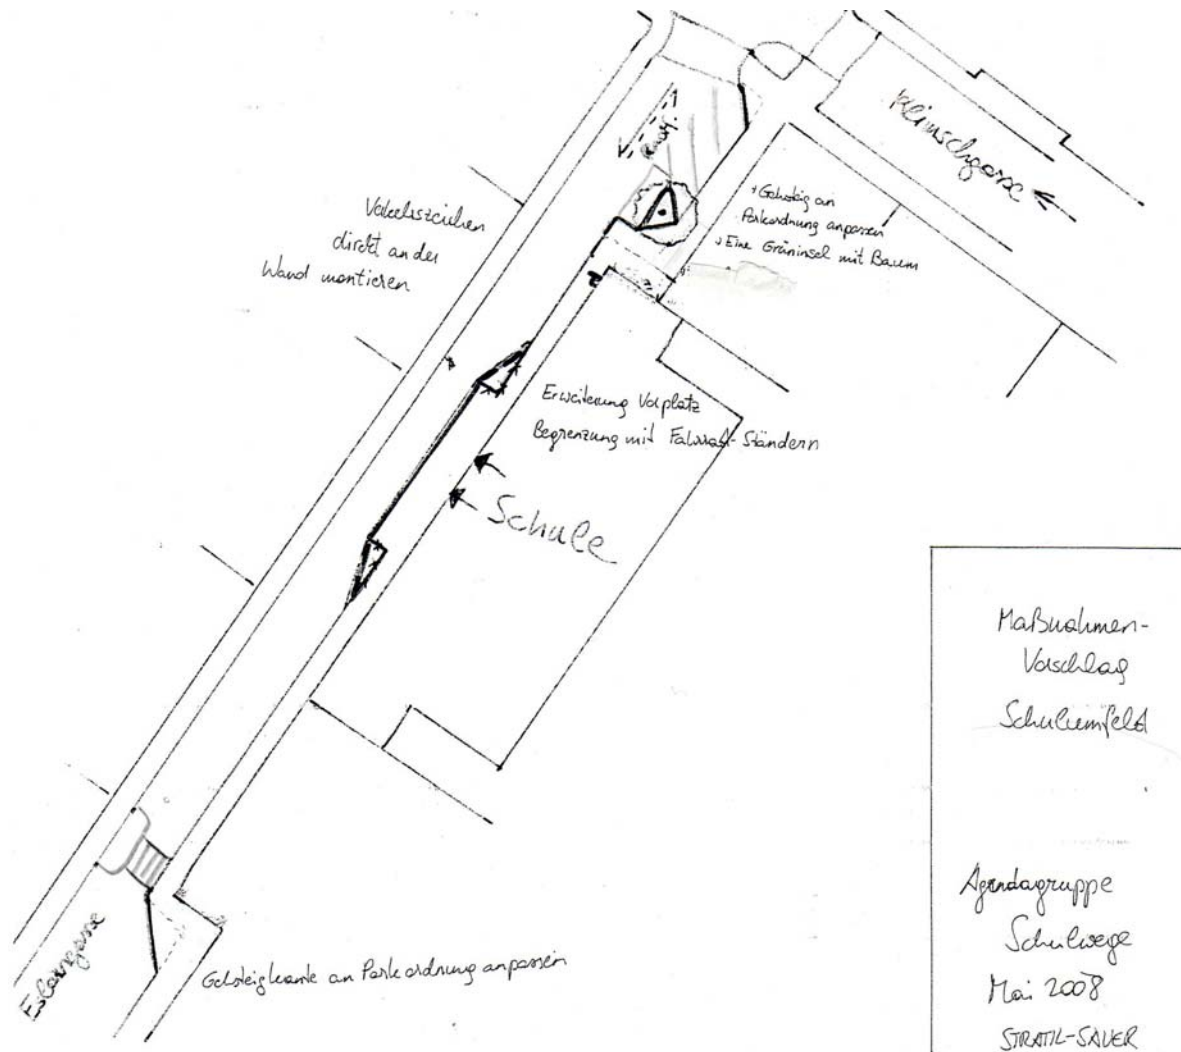 Kleinschgasse
Verkehrszeichen
direkt an der
Wand montieren
+ Gehsteig an
Parkordnung anpassen
+ Eine Grüninsel mit Baum
Erweiterung Vorplatz
Begrenzung mit Fahrrad-Ständern
Schule
Eslarngasse
Gehsteigkante an Parkordnung anpassen
Maßnahmen-
Vorschlag
Schulumfeld
Agendagruppe
Schulwege
Mai 2008
STRATIL-SAUER